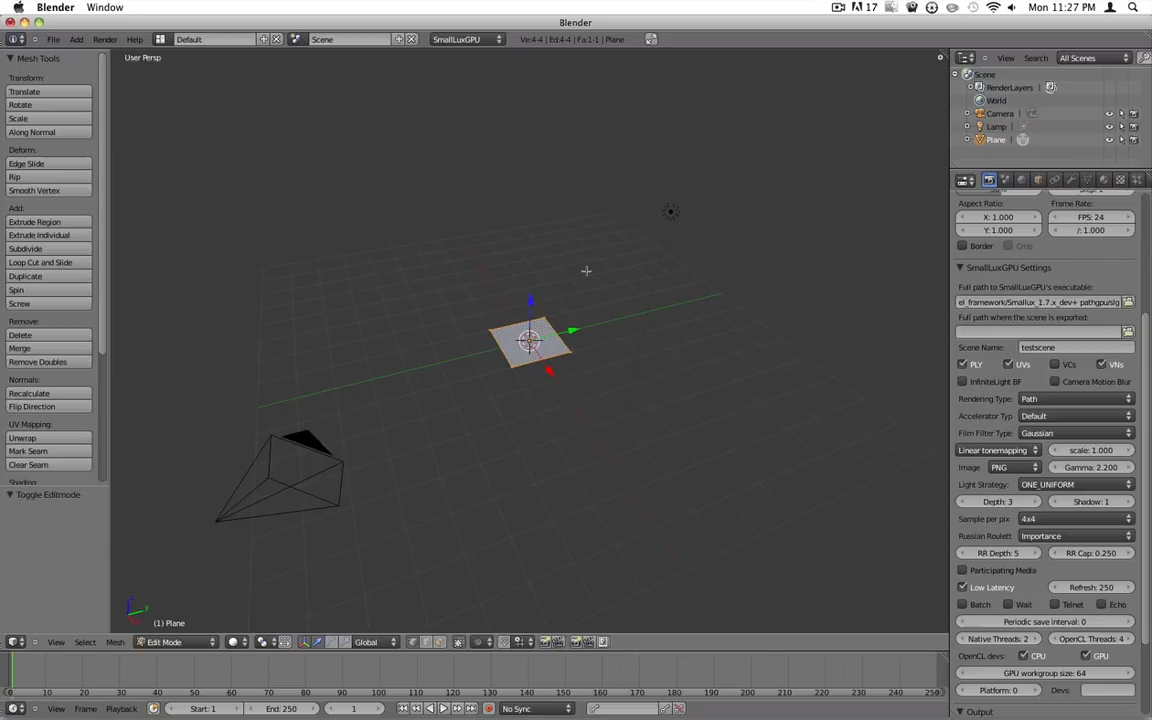 Blender Window 17 Mon 11:27 PM
Blender
File Add Render Help Default Scene SmallLuxGPU Ve:4-4 | Ed:4-4 | Fa:1-1 | Plane
Mesh Tools
Transform:
Translate
Rotate
Scale
Along Normal
Deform:
Edge Slide
Rip
Smooth Vertex
Add:
Extrude Region
Extrude Individual
Subdivide
Loop Cut and Slide
Duplicate
Spin
Screw
Remove:
Delete
Merge
Remove Doubles
Normals:
Recalculate
Flip Direction
UV Mapping:
Unwrap
Mark Seam
Clear Seam
Shading:
Toggle Editmode
User Persp
(1) Plane
View Search All Scenes
Scene
RenderLayers
World
Camera
Lamp
Plane
Aspect Ratio: Frame Rate:
X: 1.000 FPS: 24
Y: 1.000 /: 1.000
Border Crop
SmallLuxGPU Settings
Full path to SmallLuxGPU's executable:
el_framework/Smallux_1.7.x_dev+ pathgpu/slg
Full path where the scene is exported:
Scene Name: testscene
PLY UVs VCs VNs
InfiniteLight BF Camera Motion Blur
Rendering Type: Path
Accelerator Typ Default
Film Filter Type: Gaussian
Linear tonemapping scale: 1.000
Image PNG Gamma: 2.200
Light Strategy: ONE_UNIFORM
Depth: 3 Shadow: 1
Sample per pix 4x4
Russian Roulett Importance
RR Depth: 5 RR Cap: 0.250
Participating Media
Low Latency Refresh: 250
Batch Wait Telnet Echo
Periodic save interval: 0
Native Threads: 2 OpenCL Threads: 4
OpenCL devs: CPU GPU
GPU workgroup size: 64
Platform: 0 Devs:
Output
View Select Mesh Edit Mode Global
0 10 20 30 40 50 60 70 80 90 100 110 120 130 140 150 160 170 180 190 200 210 220 230 240 250
View Frame Playback Start: 1 End: 250 1 No Sync